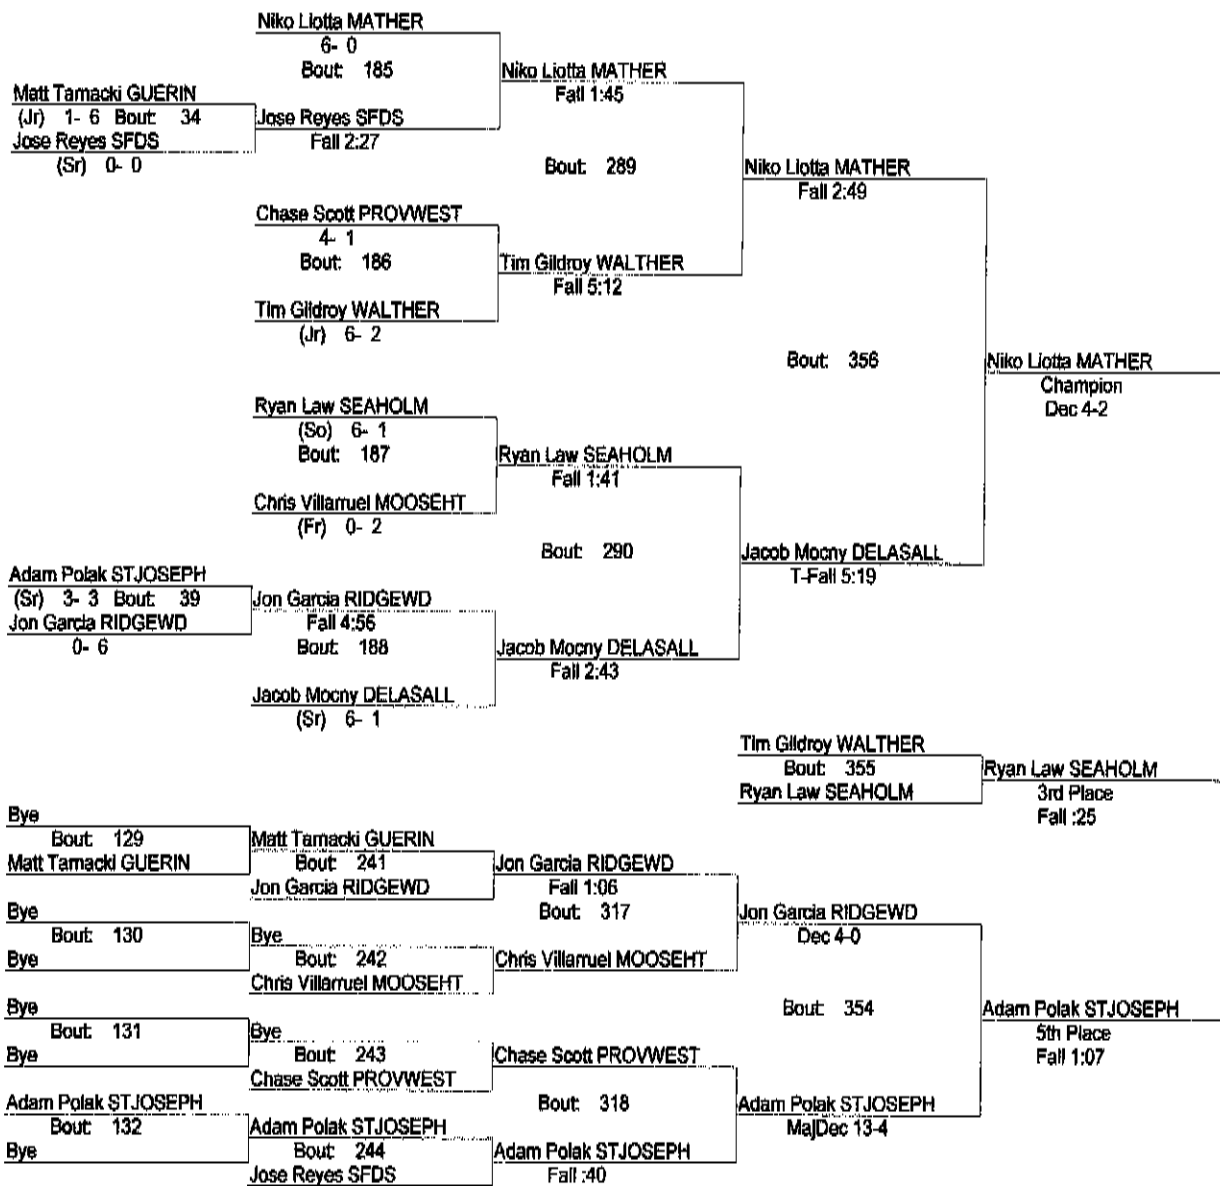 Niko Liotta MATHER
6- 0
Bout: 185
Niko Liotta MATHER
Fall 1:45
Matt Tamacki GUERIN
(Jr) 1- 6 Bout: 34
Jose Reyes SFDS
(Sr) 0- 0
Jose Reyes SFDS
Fall 2:27
Bout: 289
Niko Liotta MATHER
Fall 2:49
Chase Scott PROVWEST
4- 1
Bout: 186
Tim Gildroy WALTHER
Fall 5:12
Tim Gildroy WALTHER
(Jr) 6- 2
Bout: 356
Niko Liotta MATHER
Champion
Dec 4-2
Ryan Law SEAHOLM
(So) 6- 1
Bout: 187
Ryan Law SEAHOLM
Fall 1:41
Chris Villarruel MOOSEHT
(Fr) 0- 2
Bout: 290
Jacob Mocny DELASALL
T-Fall 5:19
Adam Polak STJOSEPH
(Sr) 3- 3 Bout: 39
Jon Garcia RIDGEWD
0- 6
Jon Garcia RIDGEWD
Fall 4:56
Bout: 188
Jacob Mocny DELASALL
Fall 2:43
Jacob Mocny DELASALL
(Sr) 6- 1
Tim Gildroy WALTHER
Bout: 355
Ryan Law SEAHOLM
Ryan Law SEAHOLM
3rd Place
Fall :25
Bye
Bout: 129
Matt Tamacki GUERIN
Matt Tamacki GUERIN
Bout: 241
Jon Garcia RIDGEWD
Jon Garcia RIDGEWD
Fall 1:06
Bout: 317
Jon Garcia RIDGEWD
Dec 4-0
Bye
Bout: 130
Bye
Bye
Bout: 242
Chris Villarruel MOOSEHT
Chris Villarruel MOOSEHT
Bout: 354
Adam Polak STJOSEPH
5th Place
Fall 1:07
Bye
Bout: 131
Bye
Bye
Bout: 243
Chase Scott PROVWEST
Chase Scott PROVWEST
Bout: 318
Adam Polak STJOSEPH
MajDec 13-4
Adam Polak STJOSEPH
Bout: 132
Bye
Adam Polak STJOSEPH
Bout: 244
Jose Reyes SFDS
Adam Polak STJOSEPH
Fall :40